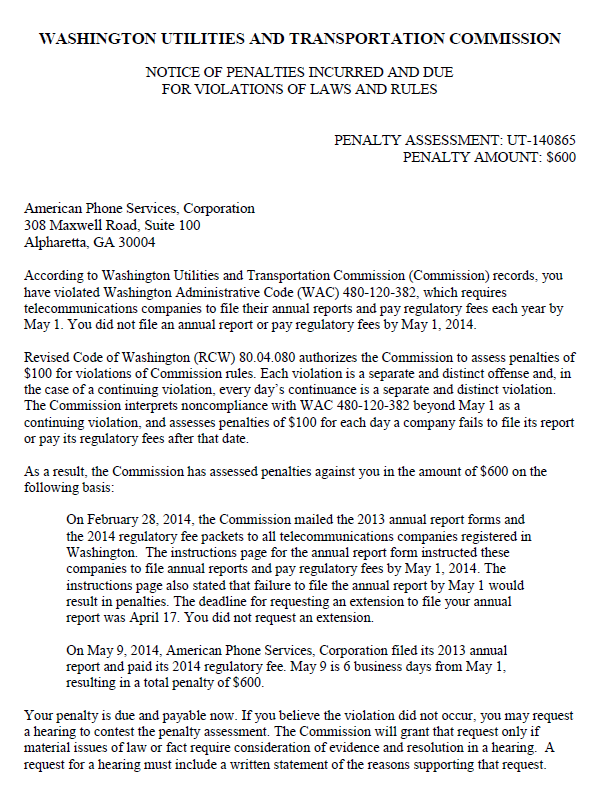 WASHINGTON UTILITIES AND TRANSPORTATION COMMISSION
NOTICE OF PENALTIES INCURRED AND DUE
FOR VIOLATIONS OF LAWS AND RULES
PENALTY ASSESSMENT: UT-140865
PENALTY AMOUNT: $600
American Phone Services, Corporation
308 Maxwell Road, Suite 100
Alpharetta, GA 30004
According to Washington Utilities and Transportation Commission (Commission) records, you
have violated Washington Administrative Code (WAC) 480-120-382, which requires
telecommunications companies to file their annual reports and pay regulatory fees each year by
May 1. You did not file an annual report or pay regulatory fees by May 1, 2014.
Revised Code of Washington (RCW) 80.04.080 authorizes the Commission to assess penalties of
$100 for violations of Commission rules. Each violation is a separate and distinct offense and, in
the case of a continuing violation, every day's continuance is a separate and distinct violation.
The Commission interprets noncompliance with WAC 480-120-382 beyond May 1 as a
continuing violation, and assesses penalties of $100 for each day a company fails to file its report
or pay its regulatory fees after that date.
As a result, the Commission has assessed penalties against you in the amount of $600 on the
following basis:
On February 28, 2014, the Commission mailed the 2013 annual report forms and
the 2014 regulatory fee packets to all telecommunications companies registered in
Washington.  The instructions page for the annual report form instructed these
companies to file annual reports and pay regulatory fees by May 1, 2014. The
instructions page also stated that failure to file the annual report by May 1 would
result in penalties. The deadline for requesting an extension to file your annual
report was April 17. You did not request an extension.
On May 9, 2014, American Phone Services, Corporation filed its 2013 annual
report and paid its 2014 regulatory fee. May 9 is 6 business days from May 1,
resulting in a total penalty of $600.
Your penalty is due and payable now. If you believe the violation did not occur, you may request
a hearing to contest the penalty assessment. The Commission will grant that request only if
material issues of law or fact require consideration of evidence and resolution in a hearing.  A
request for a hearing must include a written statement of the reasons supporting that request.